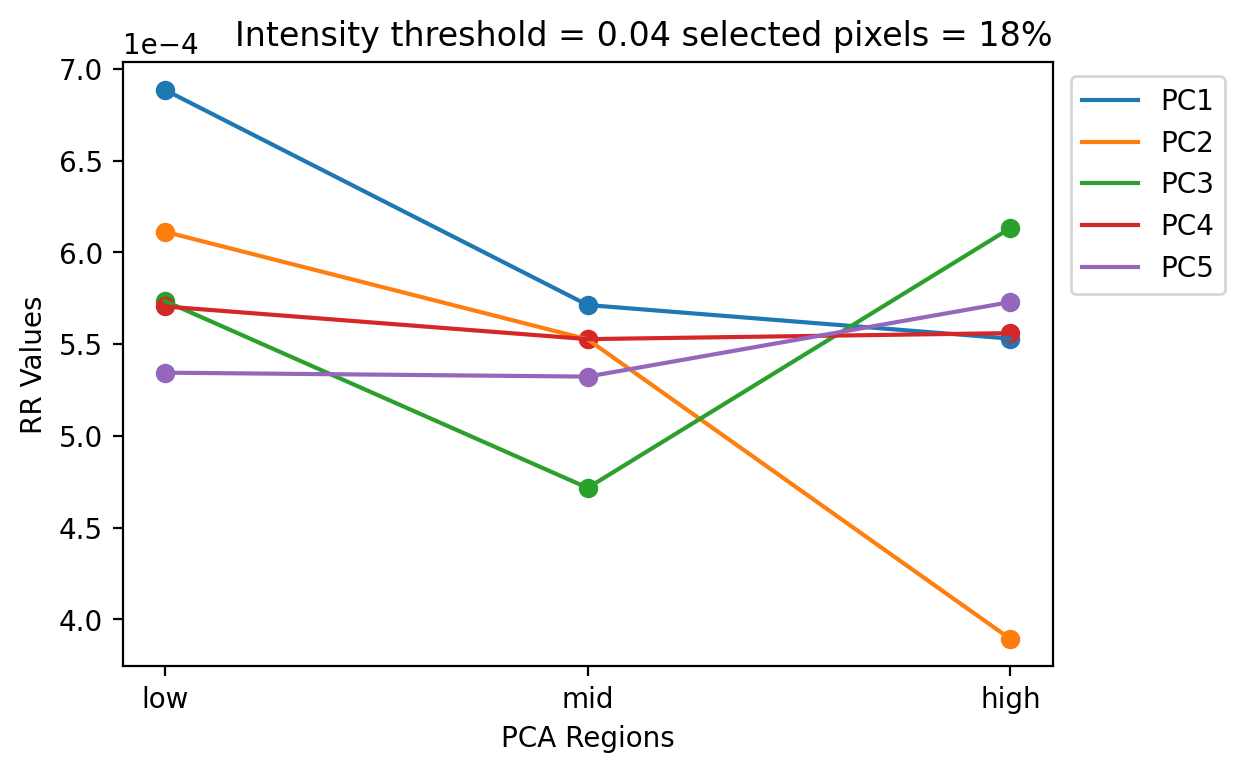 Intensity threshold = 0.04 selected pixels = 18%
1e−4
7.0
6.5
6.0
5.5
5.0
4.5
4.0
RR Values
low
mid
high
PCA Regions
PC1
PC2
PC3
PC4
PC5